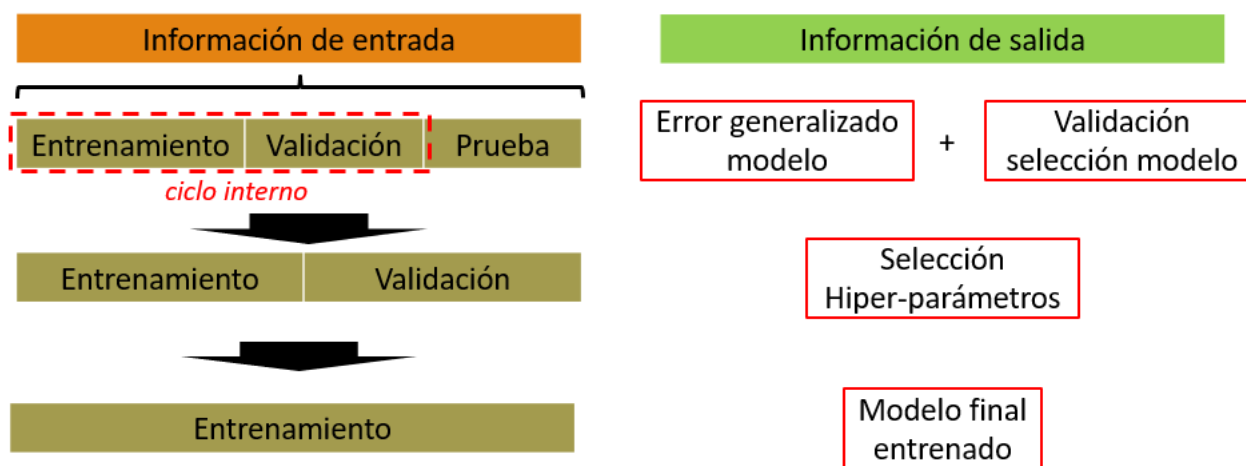 Información de entrada
Información de salida
Entrenamiento
Validación
Prueba
ciclo interno
Error generalizado
modelo
+
Validación
selección modelo
Entrenamiento
Validación
Selección
Hiper-parámetros
Entrenamiento
Modelo final
entrenado